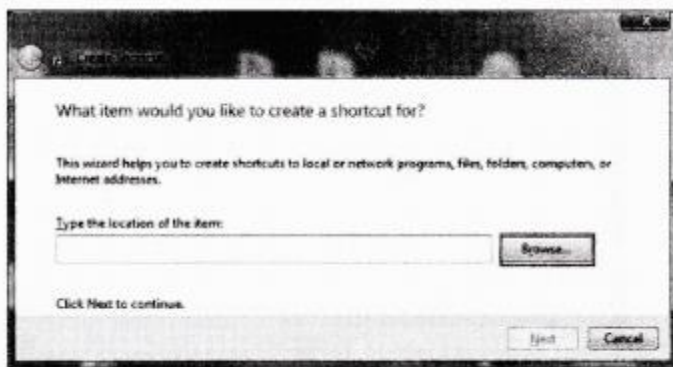 Create Shortcut
What item would you like to create a shortcut for?
This wizard helps you to create shortcuts to local or network programs, files, folders, computers, or
Internet addresses.
Type the location of the item:
Browse...
Click Next to continue.
Next
Cancel